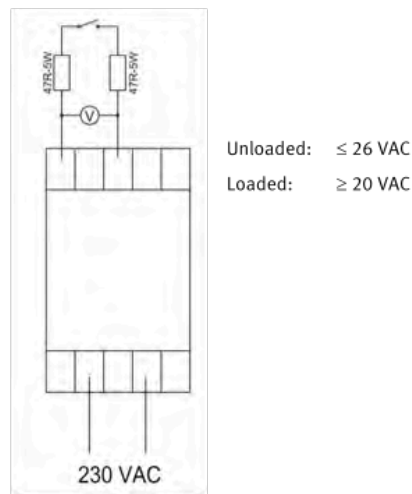 47R-5W
47R-5W
V
Unloaded: ≤ 26 VAC
Loaded: ≥ 20 VAC
230 VAC